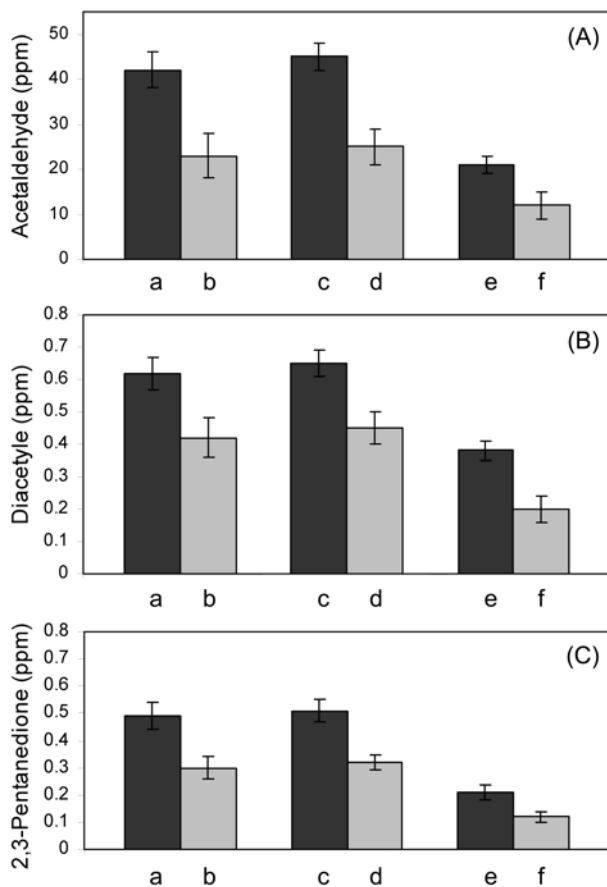 (A)
Acetaldehyde (ppm)
50
40
30
20
10
0
a b c d e f
(B)
Diacetyle (ppm)
0.8
0.7
0.6
0.5
0.4
0.3
0.2
0.1
0
a b c d e f
(C)
2,3-Pentanedione (ppm)
0.8
0.7
0.6
0.5
0.4
0.3
0.2
0.1
0
a b c d e f